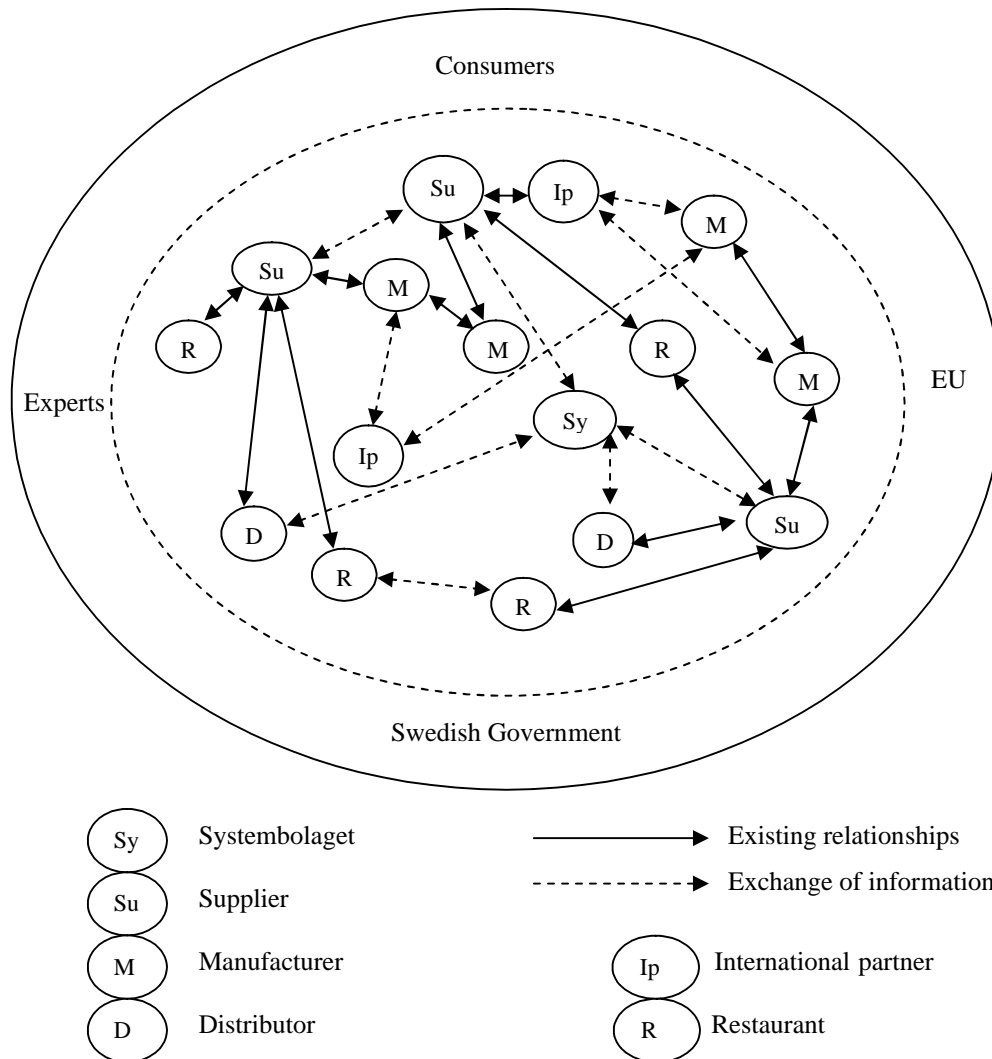 Consumers
Su
Ip
M
Su
M
R
M
R
M
EU
Experts
Sy
Ip
D
Su
D
R
R
Swedish Government
Sy
Systembolaget
Existing relationships
Exchange of information
Su
Supplier
M
Manufacturer
Ip
International partner
D
Distributor
R
Restaurant